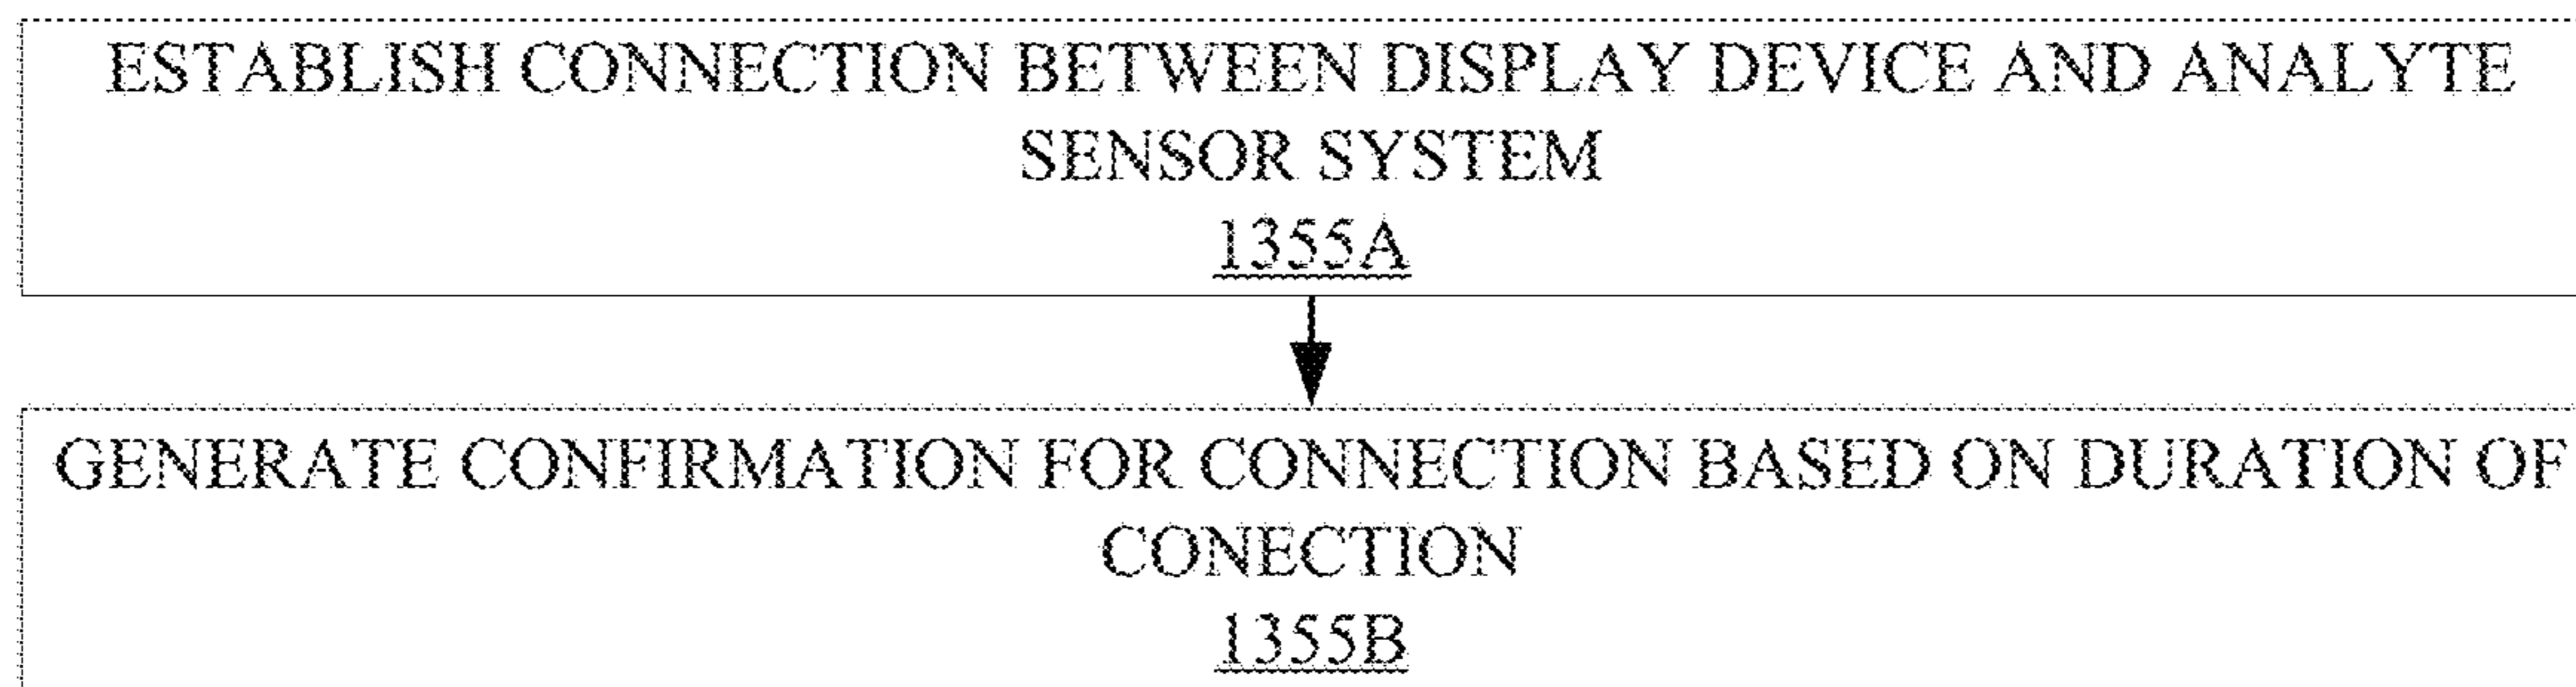 ESTABLISH CONNECTION BETWEEN DISPLAY DEVICE AND ANALYTE
SENSOR SYSTEM
1355A
GENERATE CONFIRMATION FOR CONNECTION BASED ON DURATION OF
CONECTION
1355B